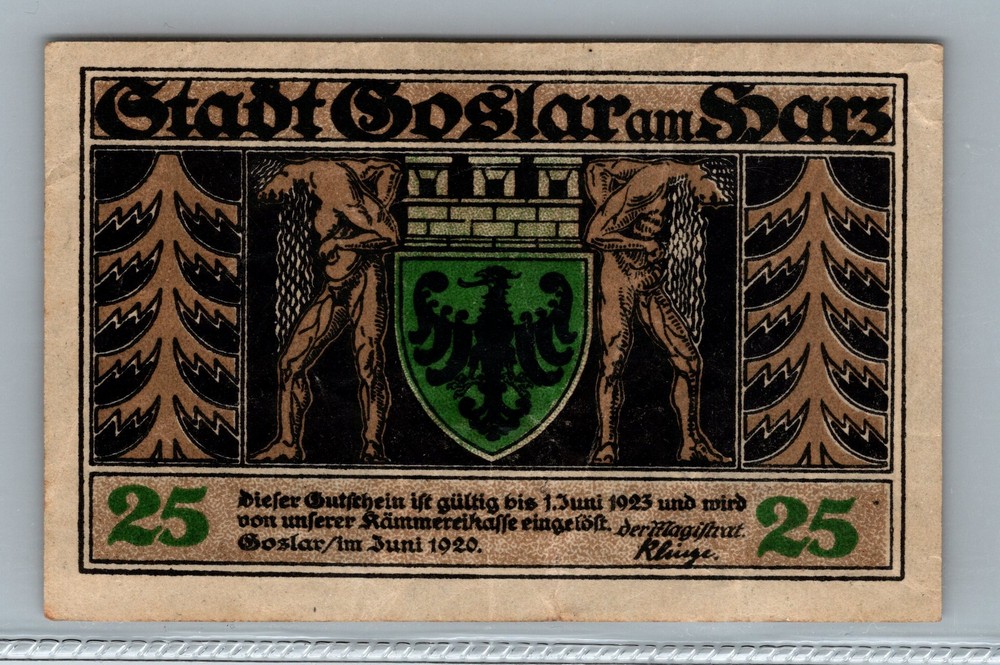 Stadt Goslar am Harz
25
Dieser Gutschein ist gültig bis 1. Juni 1923 und wird
von unserer Kämmereikasse eingelöst. der Magistrat.
Goslar/im Juni 1920. Klinge.
25